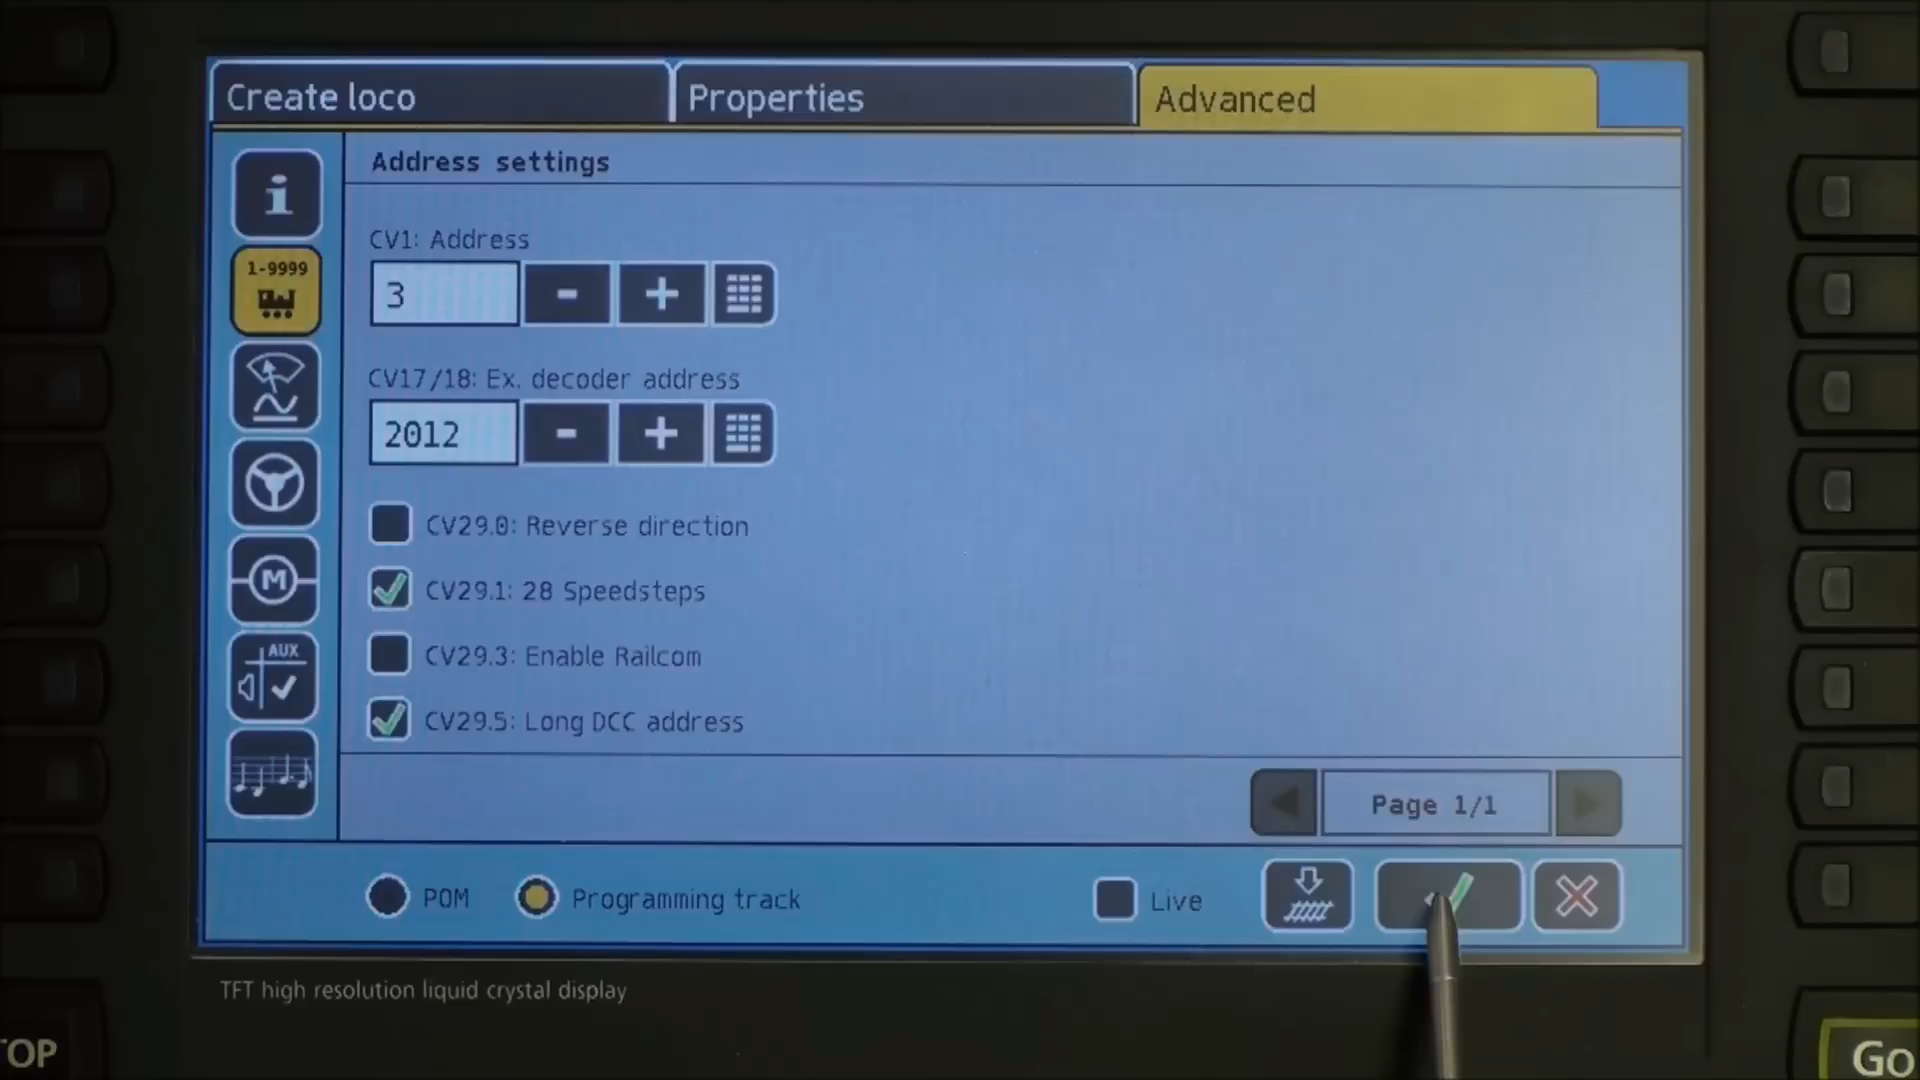 Create loco
Properties
Advanced
Address settings
CV1: Address
3
-
+
1-9999
CV17/18: Ex. decoder address
2012
-
+
CV29.0: Reverse direction
M
CV29.1: 28 Speedsteps
AUX
CV29.3: Enable Railcom
CV29.5: Long DCC address
Page 1/1
POM
Programming track
Live
TFT high resolution liquid crystal display
TOP
Go